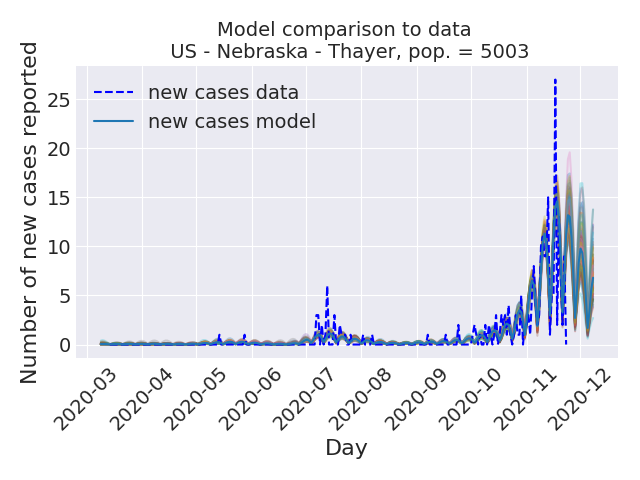 Model comparison to data
US - Nebraska - Thayer, pop. = 5003
Number of new cases reported
new cases data
new cases model
25
20
15
10
5
0
2020-03
2020-04
2020-05
2020-06
2020-07
2020-08
2020-09
2020-10
2020-11
2020-12
Day